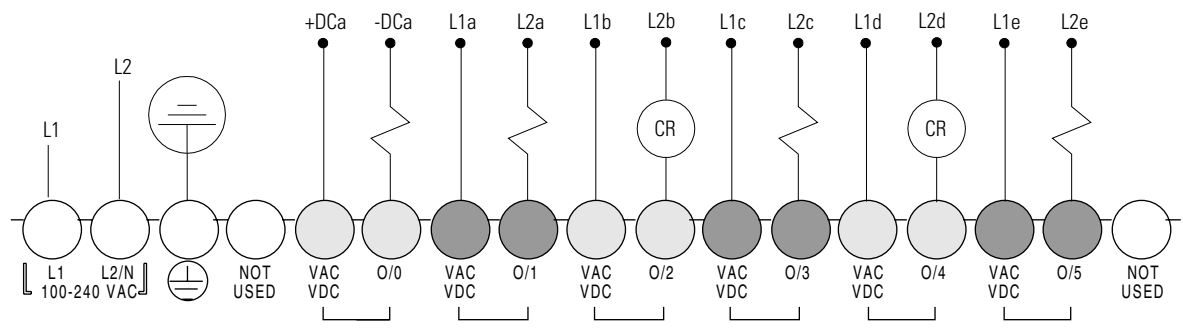 +DCa -DCa L1a L2a L1b L2b L1c L2c L1d L2d L1e L2e
L2
L1
CR CR
L1 L2/N NOT VAC O/0 VAC O/1 VAC O/2 VAC O/3 VAC O/4 VAC O/5 NOT
100-240 VAC USED VDC VDC VDC VDC VDC VDC USED